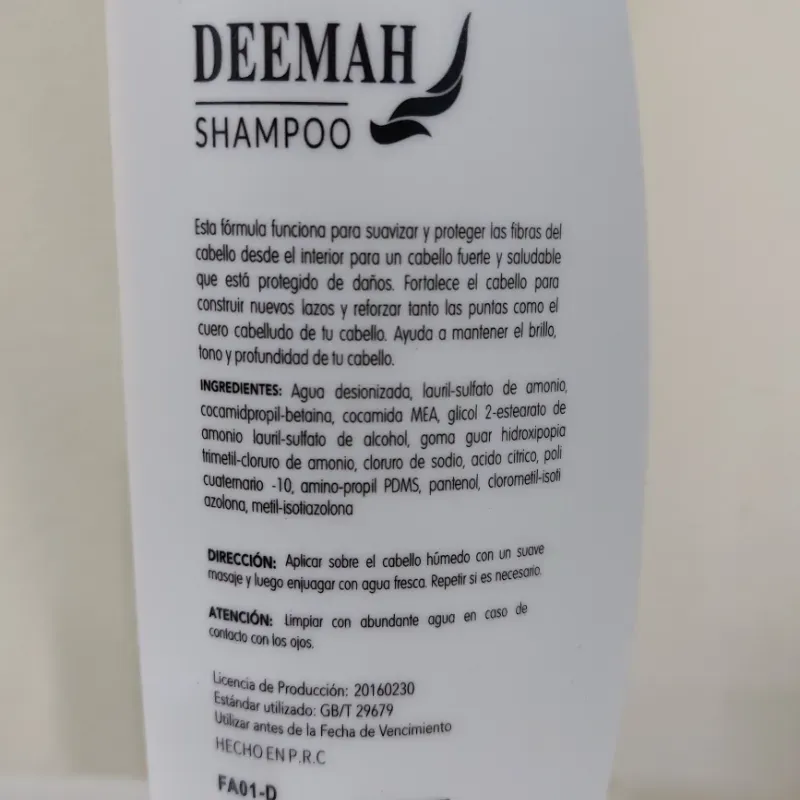 DEEMAH
SHAMPOO
Esta fórmula funciona para suavizar y proteger las fibras del
cabello desde el interior para un cabello fuerte y saludable
que está protegido de daños. Fortalece el cabello para
construir nuevos lazos y reforzar tanto las puntas como el
cuero cabelludo de tu cabello. Ayuda a mantener el brillo,
tono y profundidad de tu cabello.
INGREDIENTES: Agua desionizada, lauril-sulfato de amonio,
cocamidpropil-betaina, cocamida MEA, glicol 2-estearato de
amonio lauril-sulfato de alcohol, goma guar hidroxipopia
trimetil-cloruro de amonio, cloruro de sodio, acido citrico, poli
cuaternario -10, amino-propil PDMS, pantenol, clorometil-isoti
azolona, metil-isotiazolona
DIRECCIÓN: Aplicar sobre el cabello húmedo con un suave
masaje y luego enjuagar con agua fresca. Repetir si es necesario
ATENCIÓN: Limpiar con abundante agua en caso de
contacto con los ojos.
Licencia de Producción: 20160230
Estándar utilizado: GB/T 29679
Utilizar antes de la Fecha de Vencimiento
HECHO EN P.R.C
FA01-D